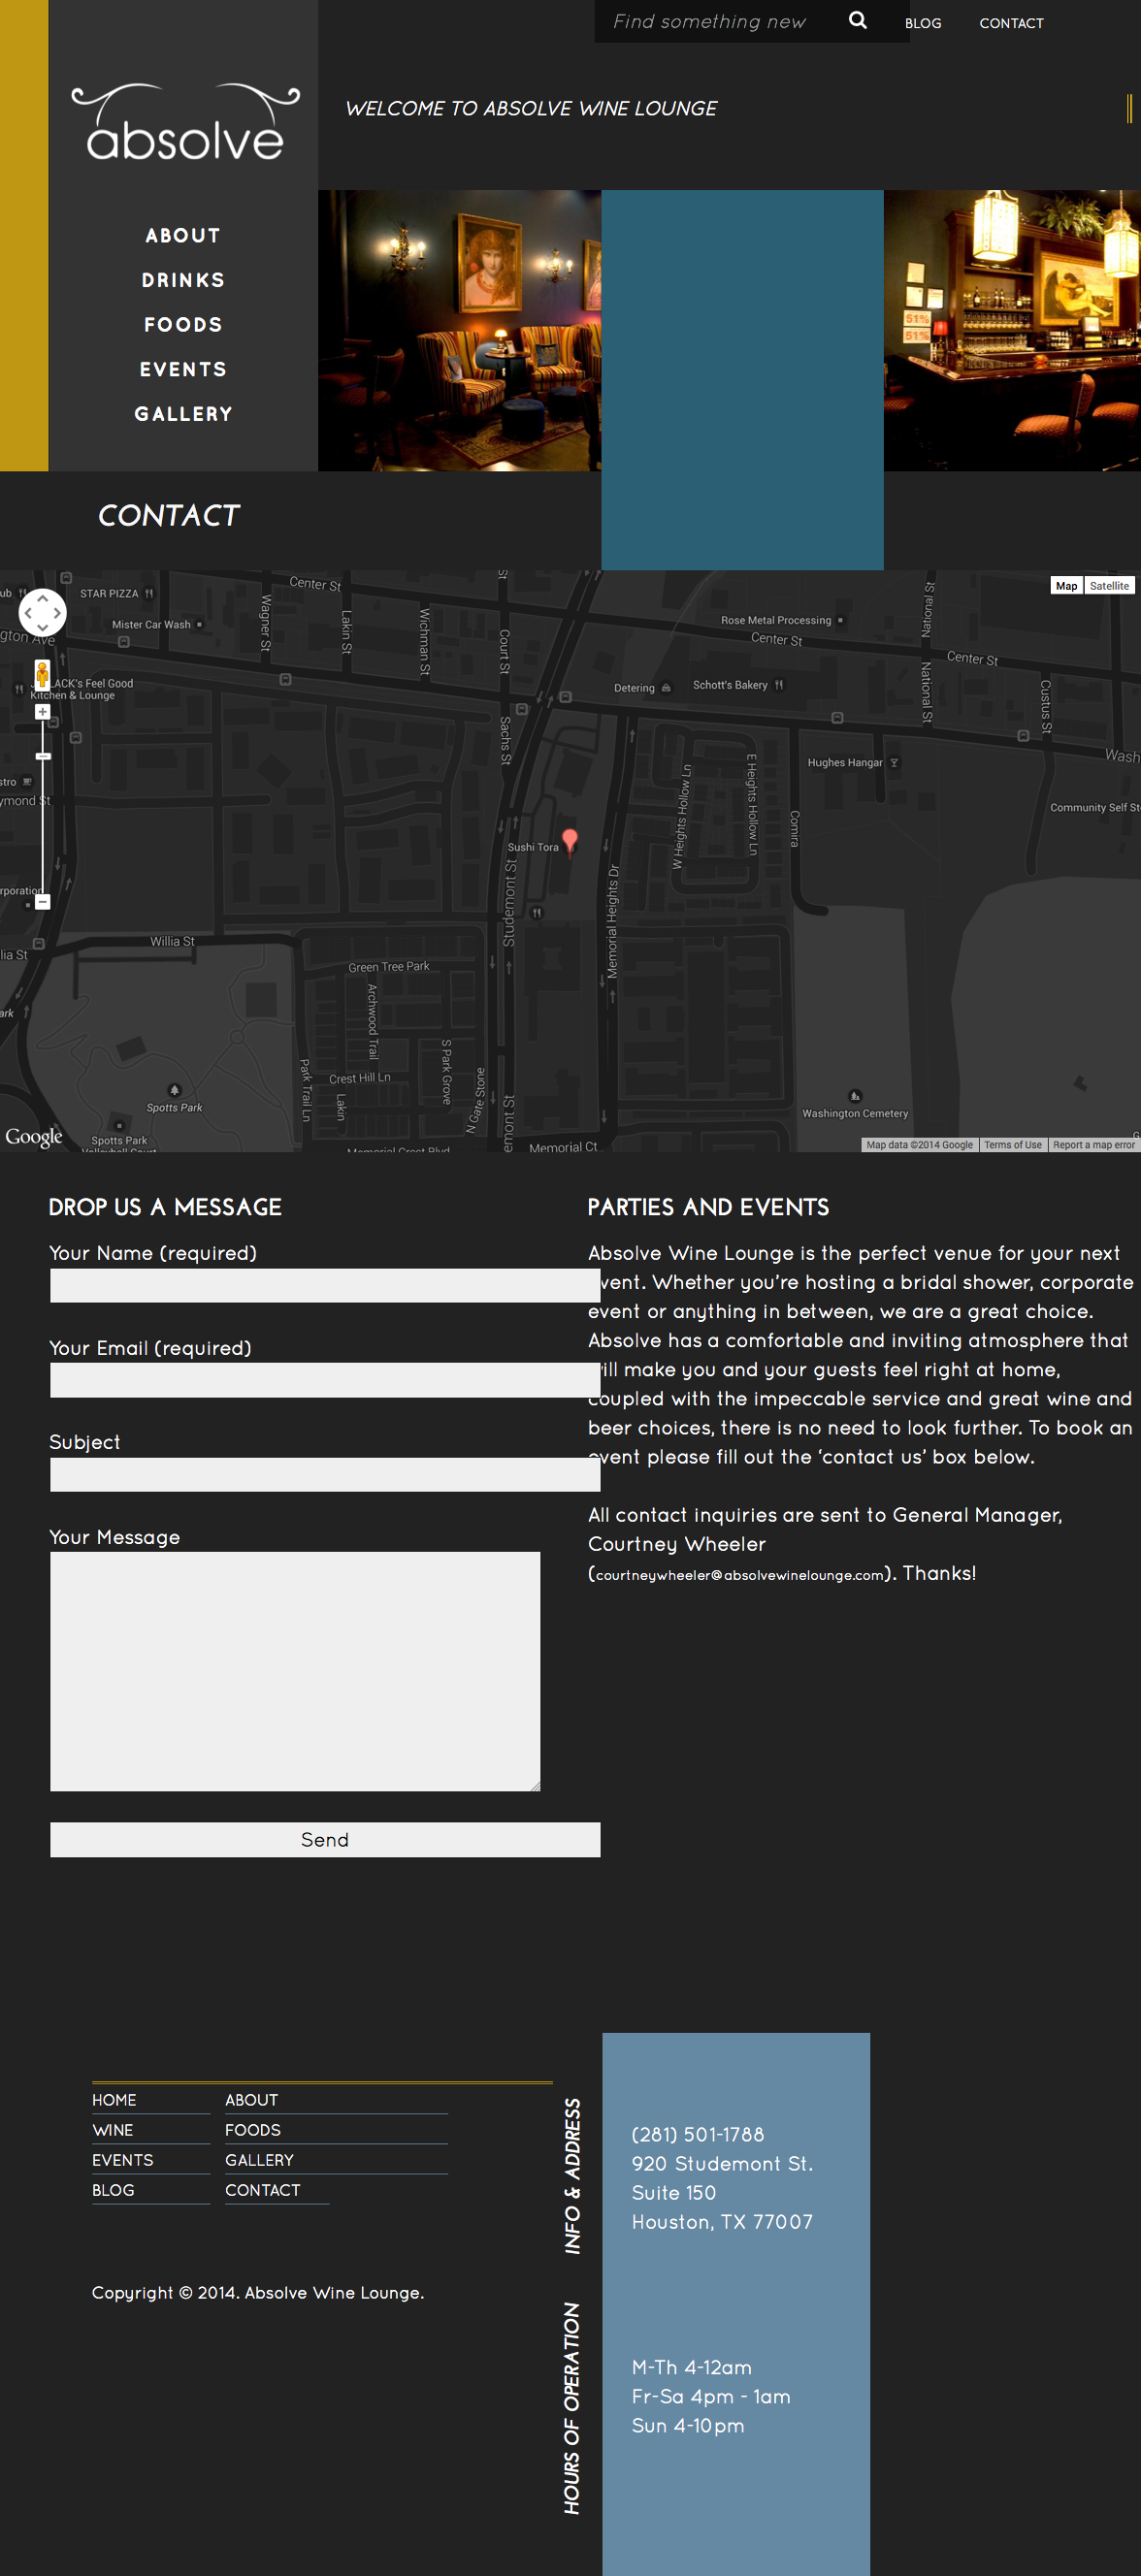 Find something new
BLOG
CONTACT
absolve
WELCOME TO ABSOLVE WINE LOUNGE
ABOUT
DRINKS
FOODS
EVENTS
GALLERY
51%
51%
CONTACT
Center St
STAR PIZZA
Mister Car Wash
Wagner St
Lakin St
Wichman St
Court St
Rose Metal Processing
Center St
National St
Center St
Map
Satellite
Kitchen & Lounge
Detering
Schott's Bakery
National St
Custus St
Sachs St
Hughes Hangar
W Heights Hollow Ln
E Heights Hollow Ln
Comira
Sushi Tora
Studemont St
Memorial Heights Dr
Willia St
Green Tree Park
Archwood Trail
Crest Hill Ln
S Park Grove
Park Trail Ln
Lakin
N Gate Stone
Spotts Park
Spotts Park
Volleyball Court
Memorial Crest Blvd
Memorial Ct
Washington Cemetery
Google
Map data ©2014 Google
Terms of Use
Report a map error
DROP US A MESSAGE
Your Name (required)
Your Email (required)
Subject
Your Message
Send
PARTIES AND EVENTS
Absolve Wine Lounge is the perfect venue for your next
event. Whether you’re hosting a bridal shower, corporate
event or anything in between, we are a great choice.
Absolve has a comfortable and inviting atmosphere that
will make you and your guests feel right at home,
coupled with the impeccable service and great wine and
beer choices, there is no need to look further. To book an
event please fill out the ‘contact us’ box below.
All contact inquiries are sent to General Manager,
Courtney Wheeler
(courtneywheeler@absolvewinelounge.com). Thanks!
HOME
ABOUT
WINE
FOODS
EVENTS
GALLERY
BLOG
CONTACT
Copyright © 2014. Absolve Wine Lounge.
INFO & ADDRESS
(281) 501-1788
920 Studemont St.
Suite 150
Houston, TX 77007
HOURS OF OPERATION
M-Th 4-12am
Fr-Sa 4pm - 1am
Sun 4-10pm